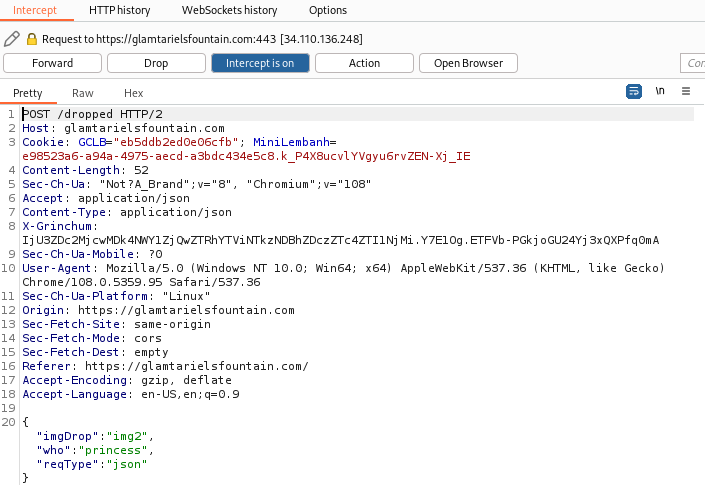 Intercept HTTP history WebSockets history Options
Request to https://glamtarielsfountain.com:443 [34.110.136.248]
Forward Drop Intercept is on Action Open Browser Con
Pretty Raw Hex \n
1 POST /dropped HTTP/2
2 Host: glamtarielsfountain.com
3 Cookie: GCLB="eb5ddb2ed0e06cfb"; MiniLembanh=
e98523a6-a94a-4975-aecd-a3bdc434e5c8.k_P4X8ucvlYVgyu6rvZEN-Xj_IE
4 Content-Length: 52
5 Sec-Ch-Ua: "Not?A_Brand";v="8", "Chromium";v="108"
6 Accept: application/json
7 Content-Type: application/json
8 X-Grinchum:
IjU3ZDc2MjcwMDk4NWY1ZjQwZTRhYTViNTkzNDBhZDczZTc4ZTI1NjMi.Y7E1Og.ETFVb-PGkjoGU24Yj3xQXPfq0mA
9 Sec-Ch-Ua-Mobile: ?0
10 User-Agent: Mozilla/5.0 (Windows NT 10.0; Win64; x64) AppleWebKit/537.36 (KHTML, like Gecko)
Chrome/108.0.5359.95 Safari/537.36
11 Sec-Ch-Ua-Platform: "Linux"
12 Origin: https://glamtarielsfountain.com
13 Sec-Fetch-Site: same-origin
14 Sec-Fetch-Mode: cors
15 Sec-Fetch-Dest: empty
16 Referer: https://glamtarielsfountain.com/
17 Accept-Encoding: gzip, deflate
18 Accept-Language: en-US,en;q=0.9
19
20 {
"imgDrop":"img2",
"who":"princess",
"reqType":"json"
}